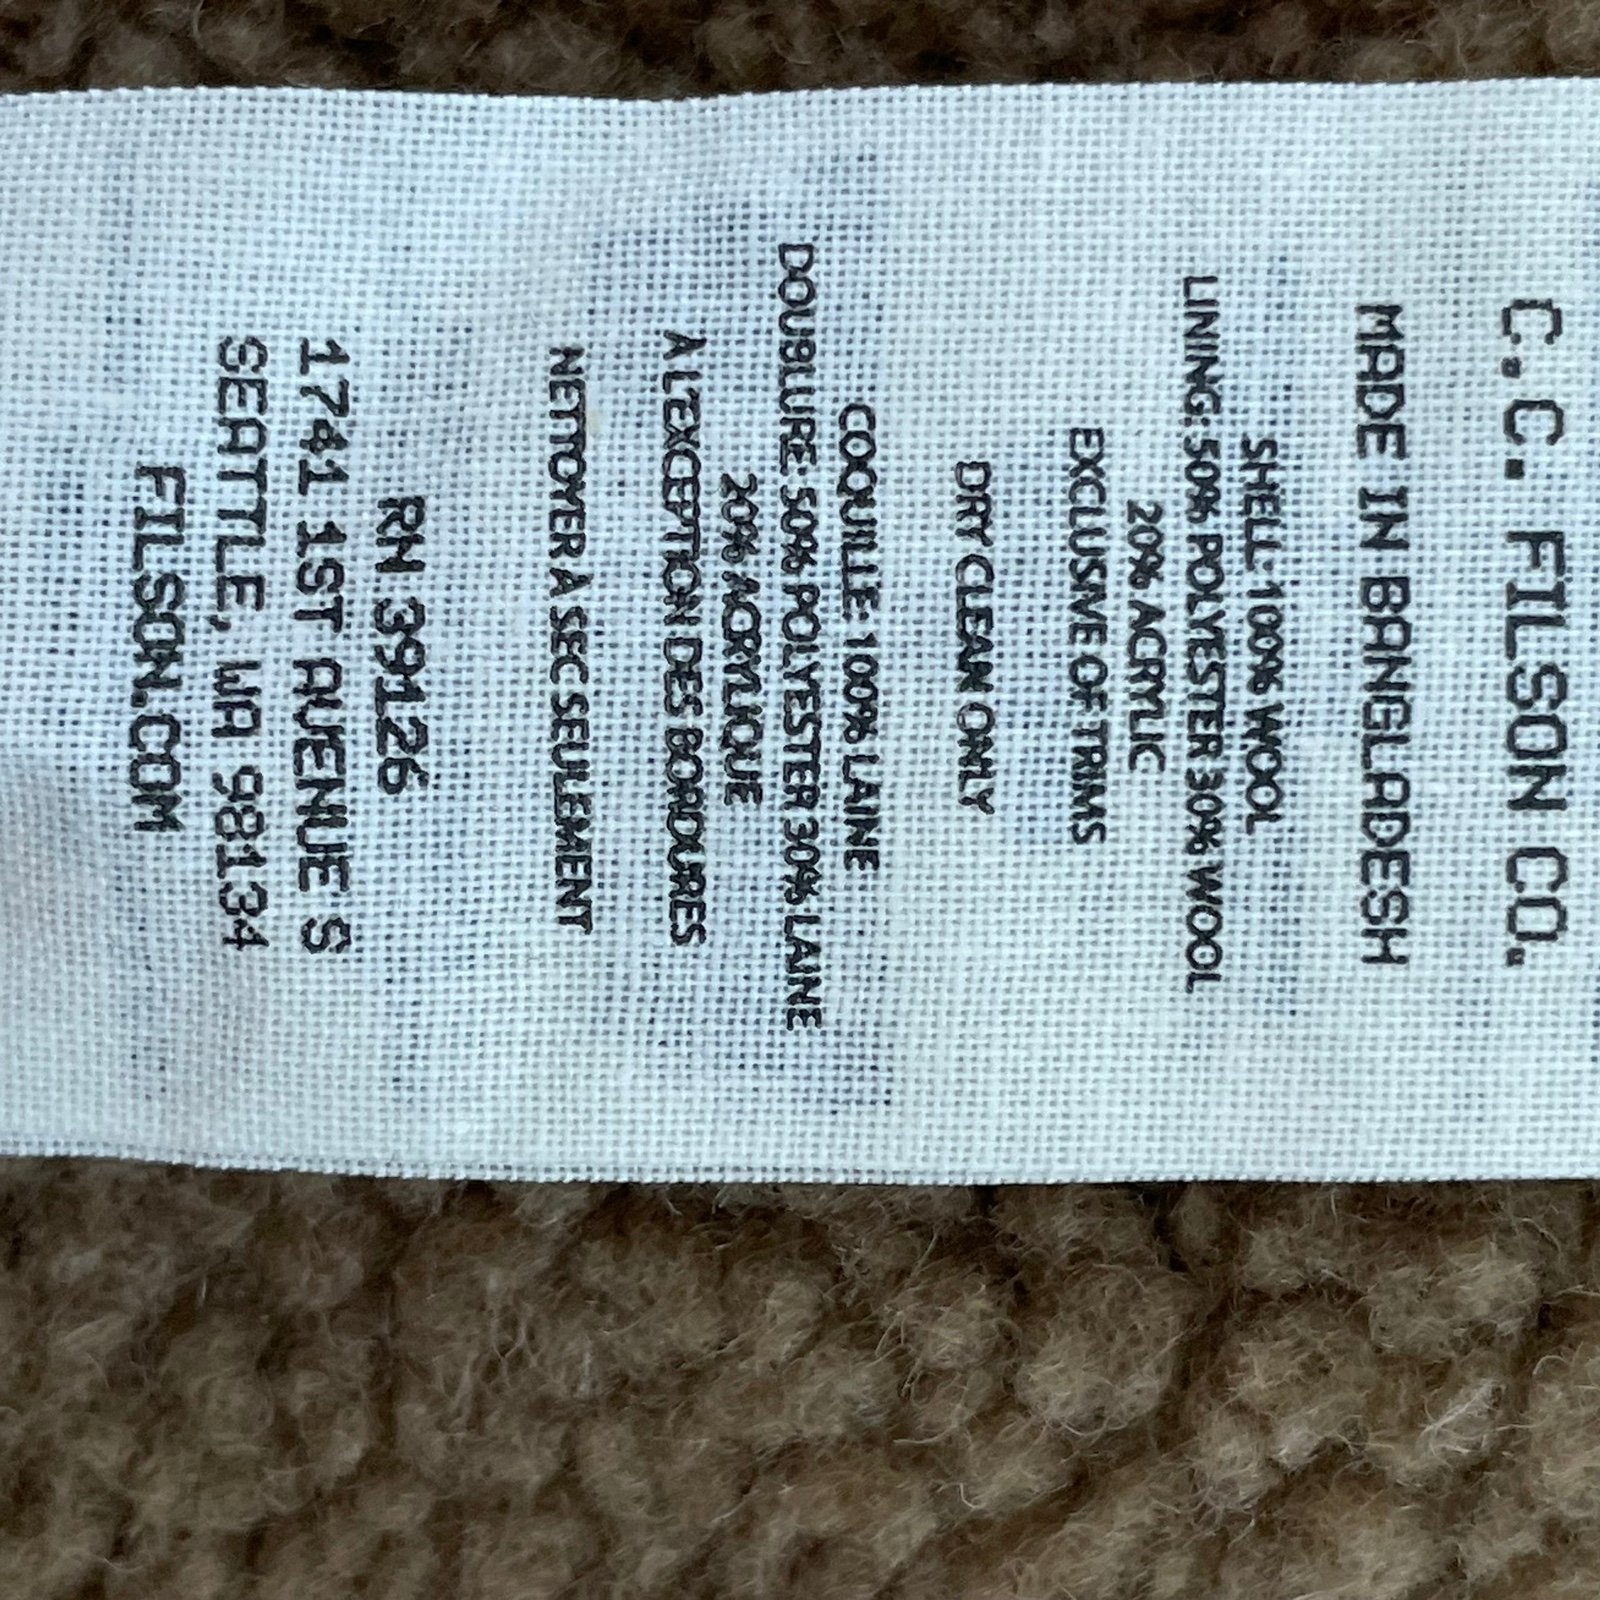 C.C. FILSON CO.
MADE IN BANGLADESH
SHELL: 100% WOOL
LINING: 50% POLYESTER 30% WOOL
20% ACRYLIC
EXCLUSIVE OF TRIMS
DRY CLEAN ONLY
COQUILLE: 100% LAINE
DOUBLURE: 50% POLYESTER 30% LAINE
20% ACRYLIQUE
À L'EXCEPTION DES BORDURES
NETTOYER A SEC SEULEMENT
RN 39126
1741 1ST AVENUE S
SEATTLE, WA 98134
FILSON.COM